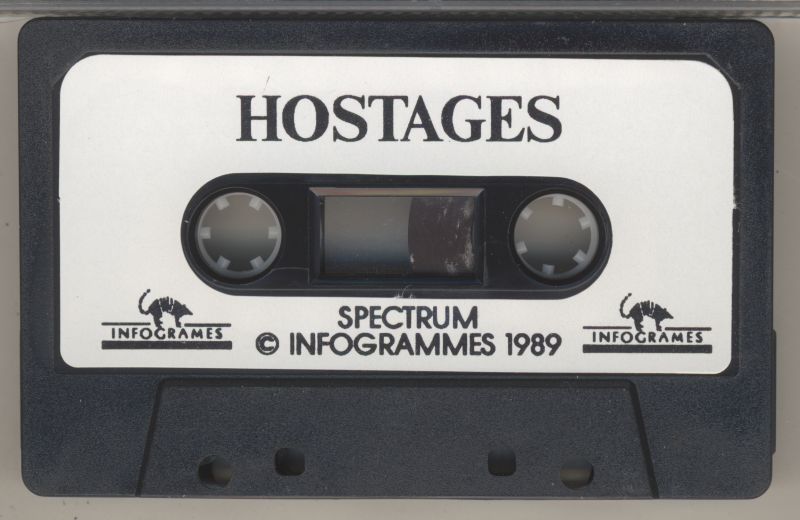 HOSTAGES
SPECTRUM
© INFOGRAMMES 1989
INFOGRAMES
INFOGRAMES